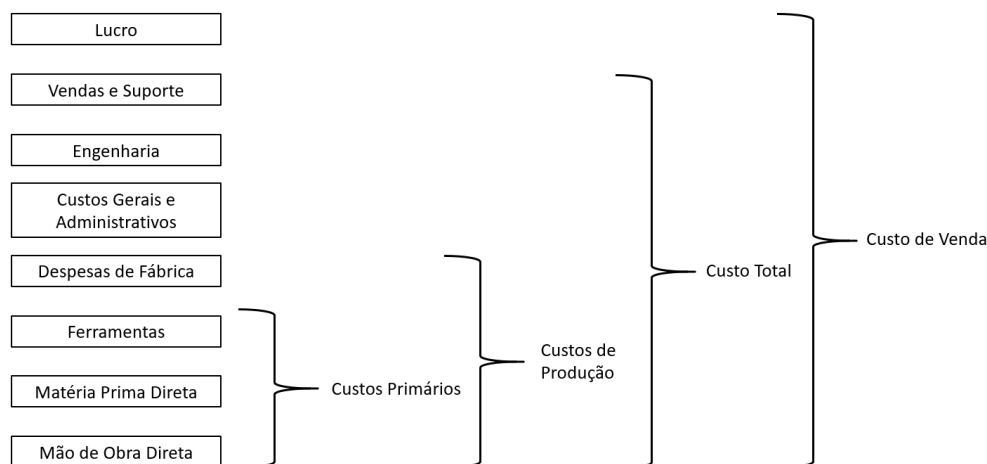 Lucro
Vendas e Suporte
Engenharia
Custos Gerais e
Administrativos
Despesas de Fábrica
Ferramentas
Matéria Prima Direta
Mão de Obra Direta
Custos Primários
Custos de
Produção
Custo Total
Custo de Venda